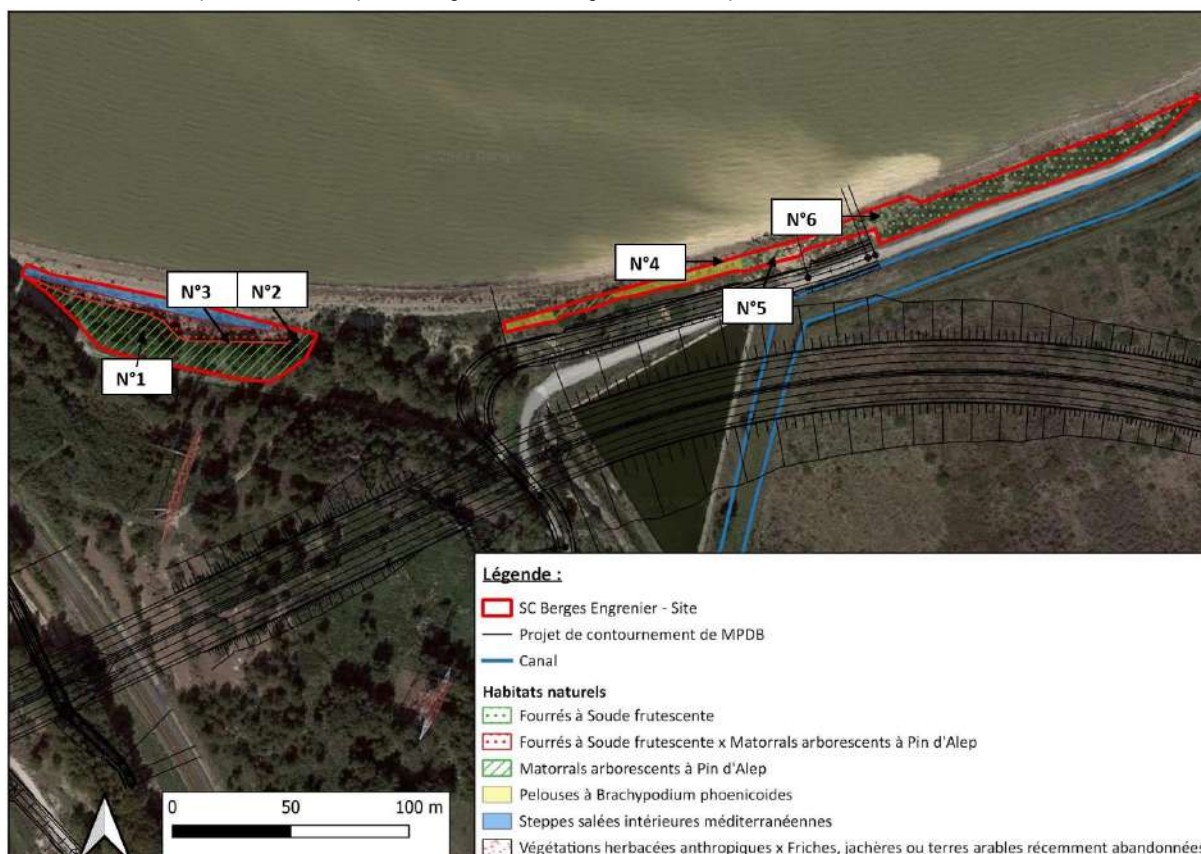 N°6
N°4
N°3 N°2
N°5
N°1
Légende :
SC Berges Engrenier - Site
Projet de contournement de MPDB
Canal
Habitats naturels
Fourrés à Soude frutescente
Fourrés à Soude frutescente x Matorrals arborescents à Pin d'Alep
Matorrals arborescents à Pin d'Alep
Pelouses à Brachypodium phoenicoides
Steppes salées intérieures méditerranéennes
Végétations herbacées anthropiques x Friches, jachères ou terres arables récemment abandonnées
0 50 100 m